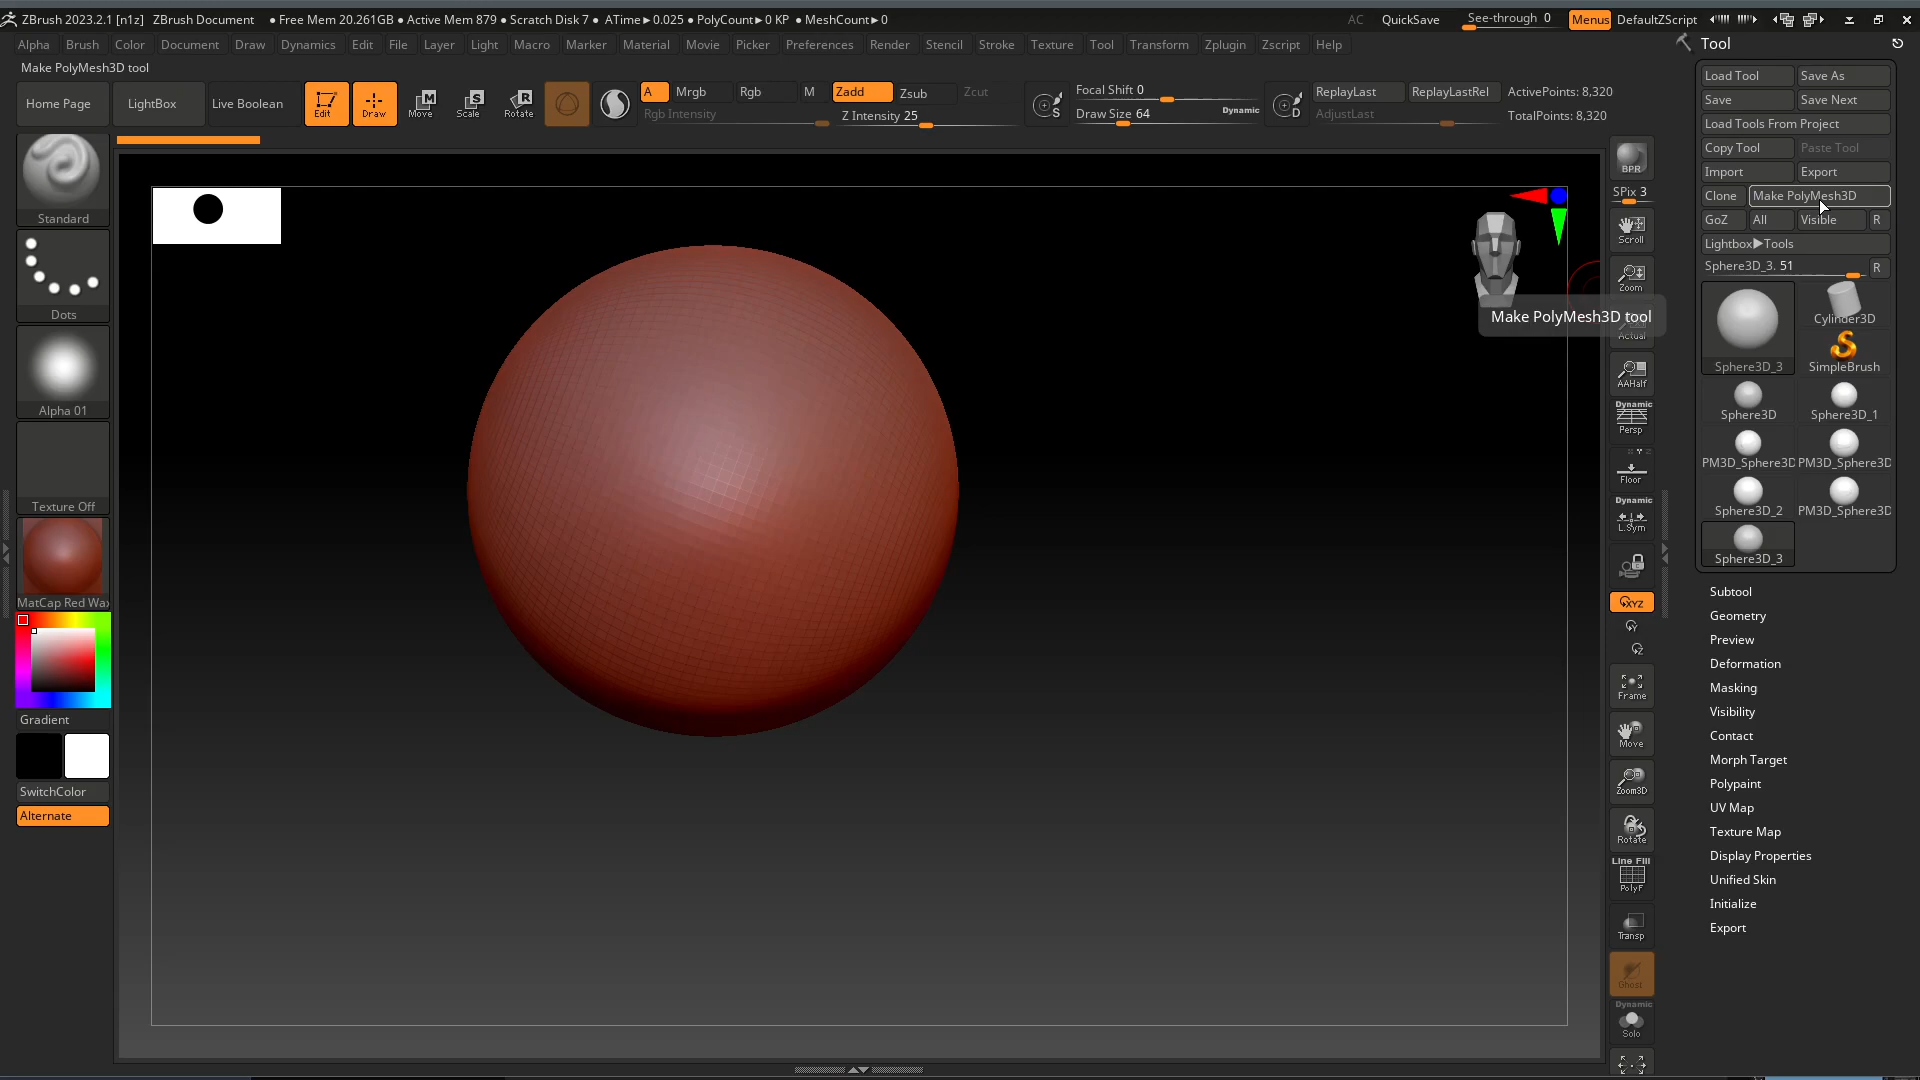 ZBrush 2023.2.1 [n1z] ZBrush Document • Free Mem 20.261GB • Active Mem 879 • Scratch Disk 7 • ATime►0.025 • PolyCount►0 KP • MeshCount►0 AC QuickSave See-through 0 Menus DefaultZScript
Alpha Brush Color Document Draw Dynamics Edit File Layer Light Macro Marker Material Movie Picker Preferences Render Stencil Stroke Texture Tool Transform Zplugin Zscript Help
Make PolyMesh3D tool
Home Page LightBox Live Boolean Edit Draw Move Scale Rotate
A Mrgb Rgb M Zadd Zsub Zcut
Rgb Intensity Z Intensity 25
Focal Shift 0
Draw Size 64 Dynamic
S
D
ReplayLast ReplayLastRel ActivePoints: 8,320
AdjustLast TotalPoints: 8,320
Standard
Dots
Alpha 01
Texture Off
MatCap Red Wax
Gradient
SwitchColor
Alternate
Make PolyMesh3D tool
BPR
SPix 3
Scroll
Zoom
Actual
AAHalf
Dynamic
Persp
Floor
Dynamic
L.Sym
XYZ
Y
Z
Frame
Move
Zoom3D
Rotate
Line Fill
PolyF
Transp
Ghost
Dynamic
Solo
Tool
Load Tool Save As
Save Save Next
Load Tools From Project
Copy Tool Paste Tool
Import Export
Clone Make PolyMesh3D
GoZ All Visible R
Lightbox►Tools
Sphere3D_3. 51 R
Sphere3D_3 Cylinder3D
SimpleBrush
Sphere3D Sphere3D_1
PM3D_Sphere3D PM3D_Sphere3D
Sphere3D_2 PM3D_Sphere3D
Sphere3D_3
Subtool
Geometry
Preview
Deformation
Masking
Visibility
Contact
Morph Target
Polypaint
UV Map
Texture Map
Display Properties
Unified Skin
Initialize
Export